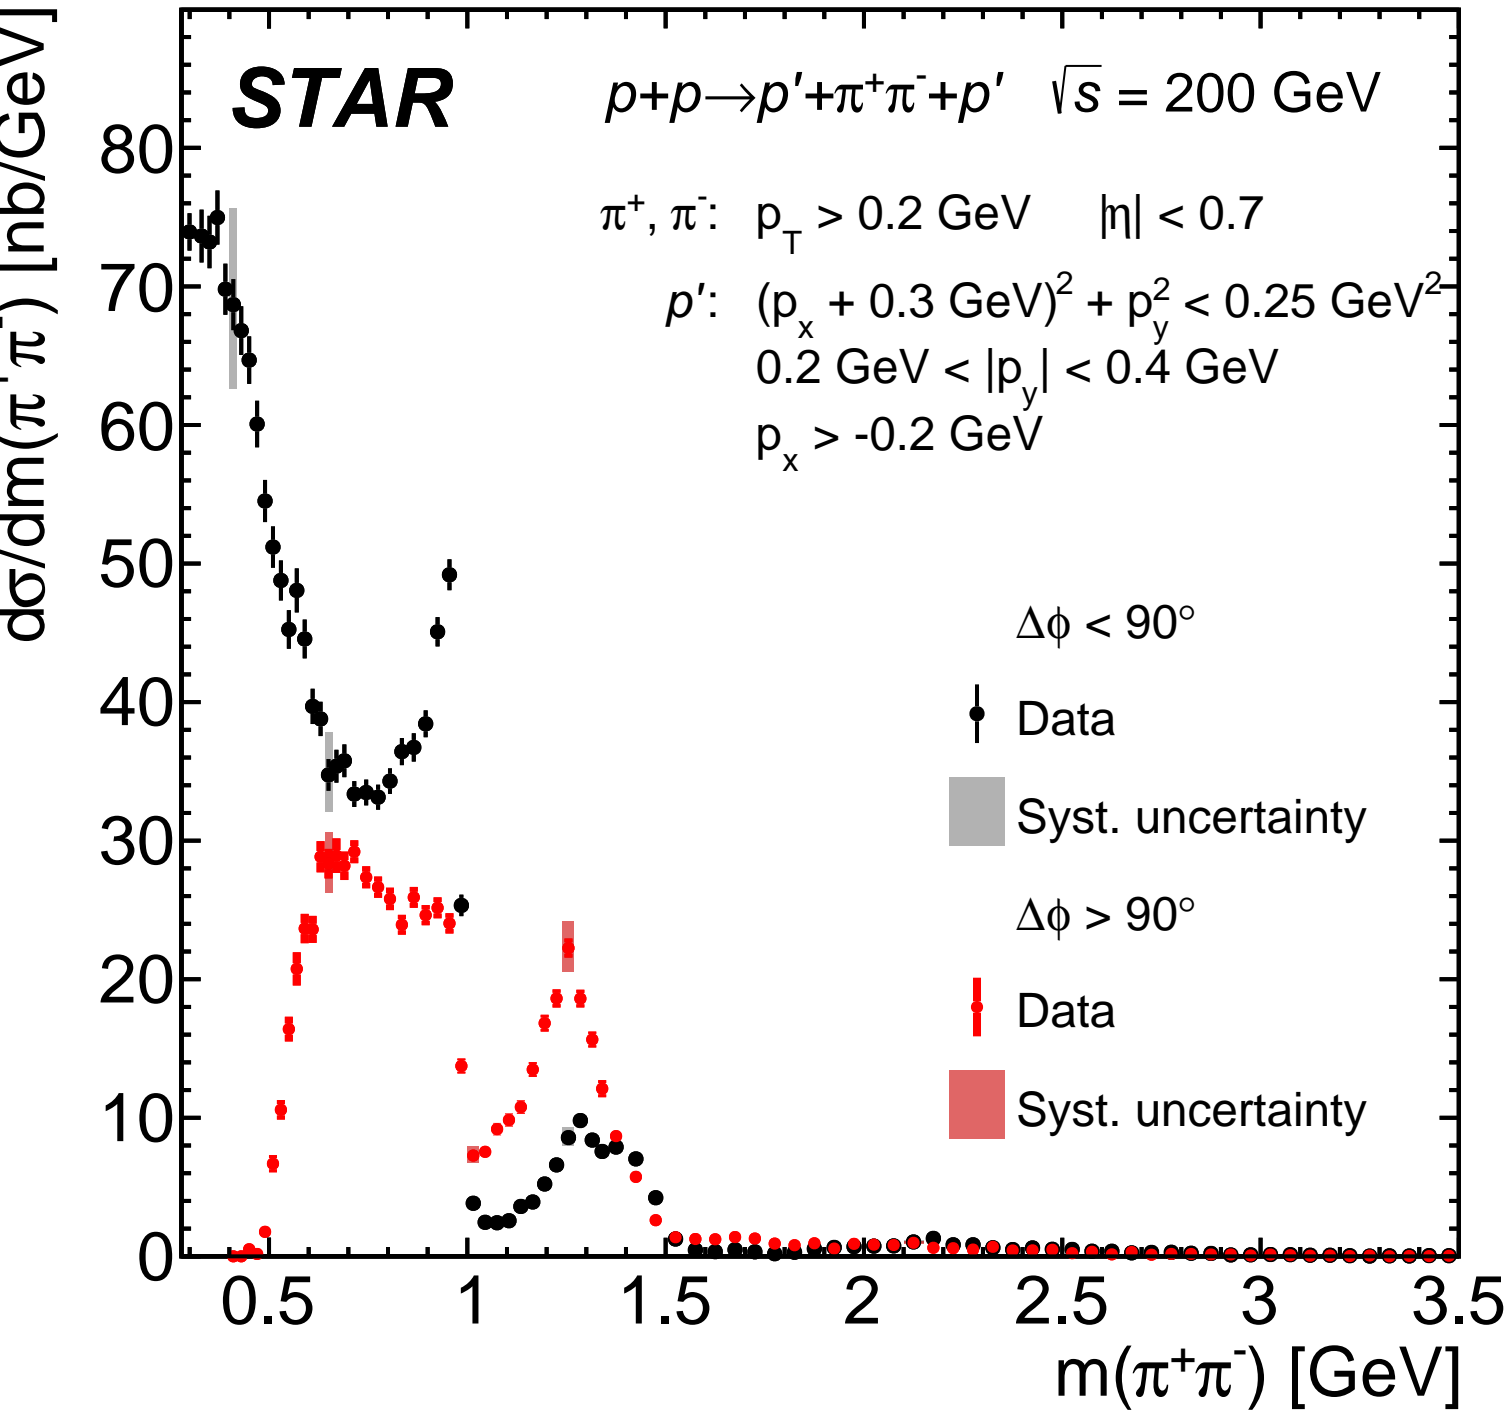 STAR
p+p→p′+π⁺π⁻+p′ √s = 200 GeV
π⁺, π⁻: p_T > 0.2 GeV |η| < 0.7
p′: (p_x + 0.3 GeV)² + p_y² < 0.25 GeV²
0.2 GeV < |p_y| < 0.4 GeV
p_x > -0.2 GeV
Δϕ < 90°
Data
Syst. uncertainty
Δϕ > 90°
Data
Syst. uncertainty
dσ/dm(π⁺π⁻) [nb/GeV]
80
70
60
50
40
30
20
10
0
0.5 1 1.5 2 2.5 3 3.5
m(π⁺π⁻) [GeV]